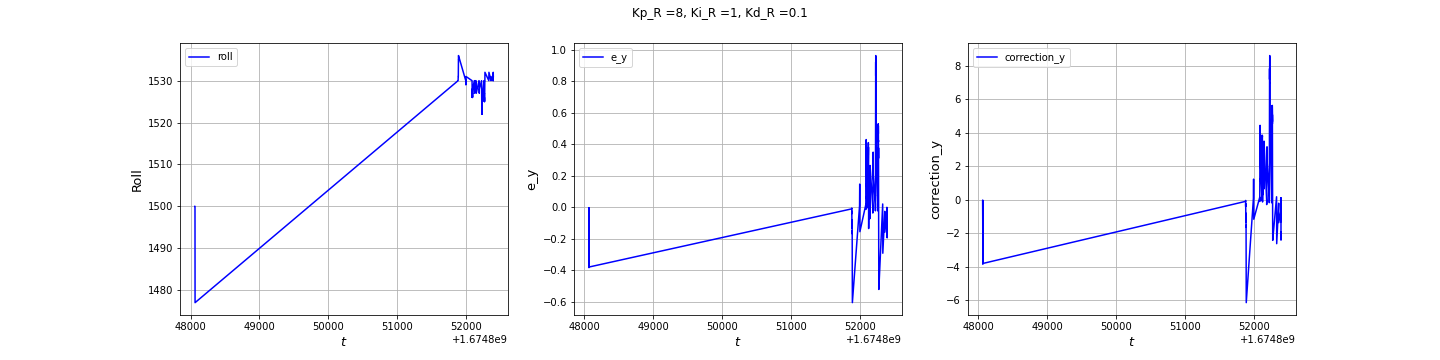 Kp_R =8, Ki_R =1, Kd_R =0.1
roll
Roll
1530
1520
1510
1500
1490
1480
48000 49000 50000 51000 52000
t
+1.6748e9
e_y
e_y
1.0
0.8
0.6
0.4
0.2
0.0
−0.2
−0.4
−0.6
48000 49000 50000 51000 52000
t
+1.6748e9
correction_y
correction_y
8
6
4
2
0
−2
−4
−6
48000 49000 50000 51000 52000
t
+1.6748e9